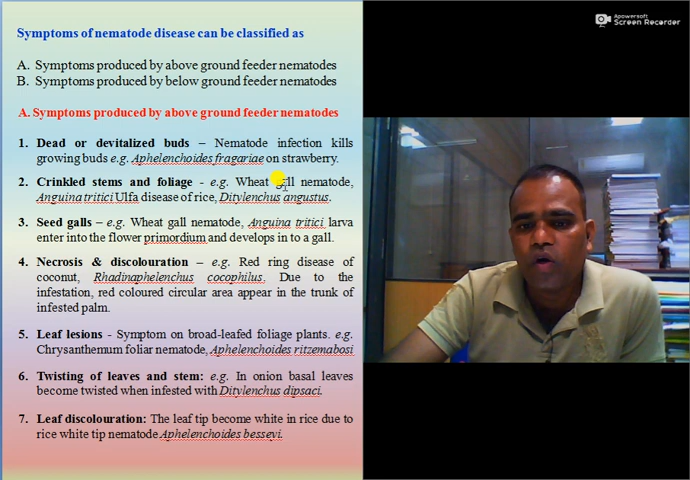 Symptoms of nematode disease can be classified as
A. Symptoms produced by above ground feeder nematodes
B. Symptoms produced by below ground feeder nematodes
A. Symptoms produced by above ground feeder nematodes
1. Dead or devitalized buds – Nematode infection kills
growing buds e.g. Aphelenchoides fragariae on strawberry.
2. Crinkled stems and foliage - e.g. Wheat gall nematode,
Anguina tritici Ulfa disease of rice, Ditylenchus angustus.
3. Seed galls – e.g. Wheat gall nematode, Anguina tritici larva
enter into the flower primordium and develops in to a gall.
4. Necrosis & discolouration – e.g. Red ring disease of
coconut, Rhadinaphelenchus cocophilus. Due to the
infestation, red coloured circular area appear in the trunk of
infested palm.
5. Leaf lesions - Symptom on broad-leafed foliage plants. e.g.
Chrysanthemum foliar nematode, Aphelenchoides ritzemabosi
6. Twisting of leaves and stem: e.g. In onion basal leaves
become twisted when infested with Ditylenchus dipsaci.
7. Leaf discolouration: The leaf tip become white in rice due to
rice white tip nematode Aphelenchoides besseyi.
Apowersoft
Screen Recorder